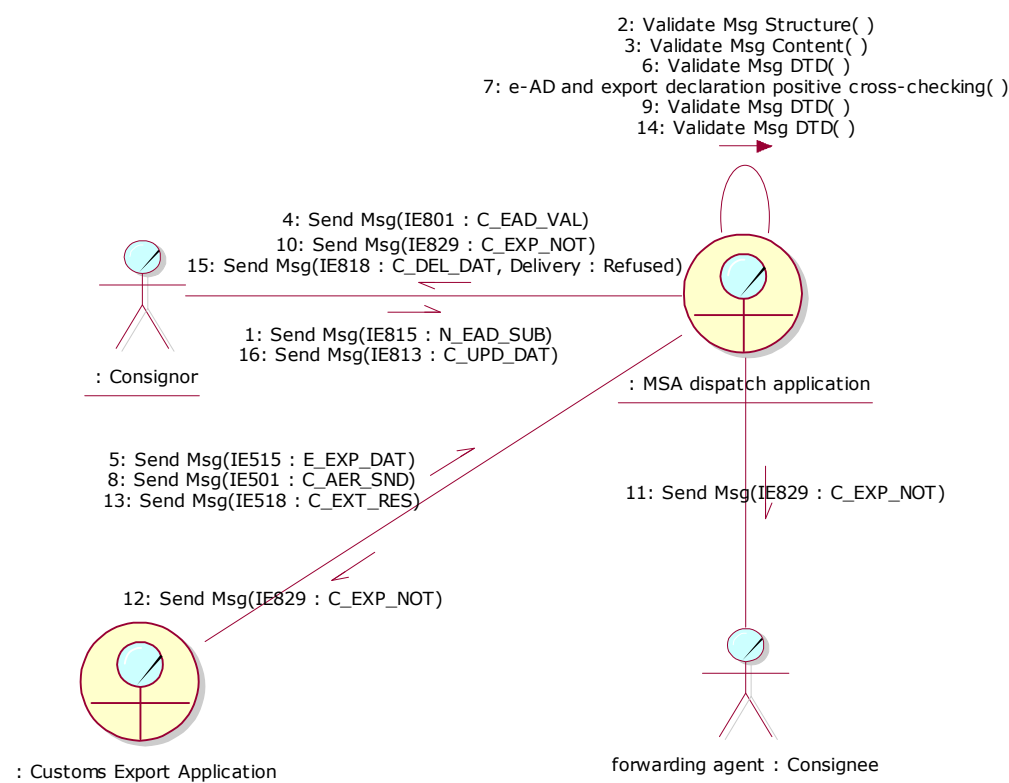 2: Validate Msg Structure( )
3: Validate Msg Content( )
6: Validate Msg DTD( )
7: e-AD and export declaration positive cross-checking( )
9: Validate Msg DTD( )
14: Validate Msg DTD( )
4: Send Msg(IE801 : C_EAD_VAL)
10: Send Msg(IE829 : C_EXP_NOT)
15: Send Msg(IE818 : C_DEL_DAT, Delivery : Refused)
1: Send Msg(IE815 : N_EAD_SUB)
16: Send Msg(IE813 : C_UPD_DAT)
: Consignor
: MSA dispatch application
5: Send Msg(IE515 : E_EXP_DAT)
8: Send Msg(IE501 : C_AER_SND)
13: Send Msg(IE518 : C_EXT_RES)
11: Send Msg(IE829 : C_EXP_NOT)
12: Send Msg(IE829 : C_EXP_NOT)
: Customs Export Application
forwarding agent : Consignee